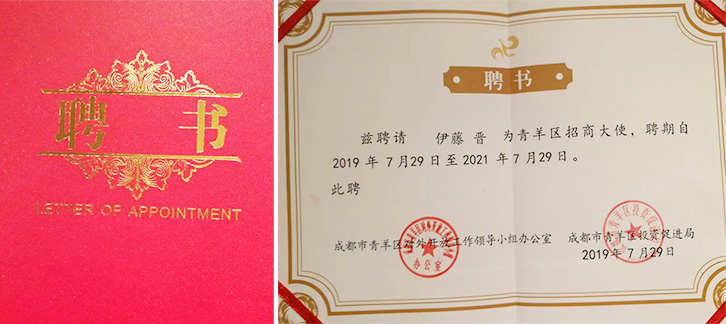 聘 书
LETTER OF APPOINTMENT
聘书
兹聘请 伊藤 晋 为青羊区招商大使，聘期自
2019 年 7月29 日至 2021 年 7月29日。
此聘
成都市青羊区对外开放工作领导小组办公室 成都市青羊区投资促进局
2019 年 7 月29日